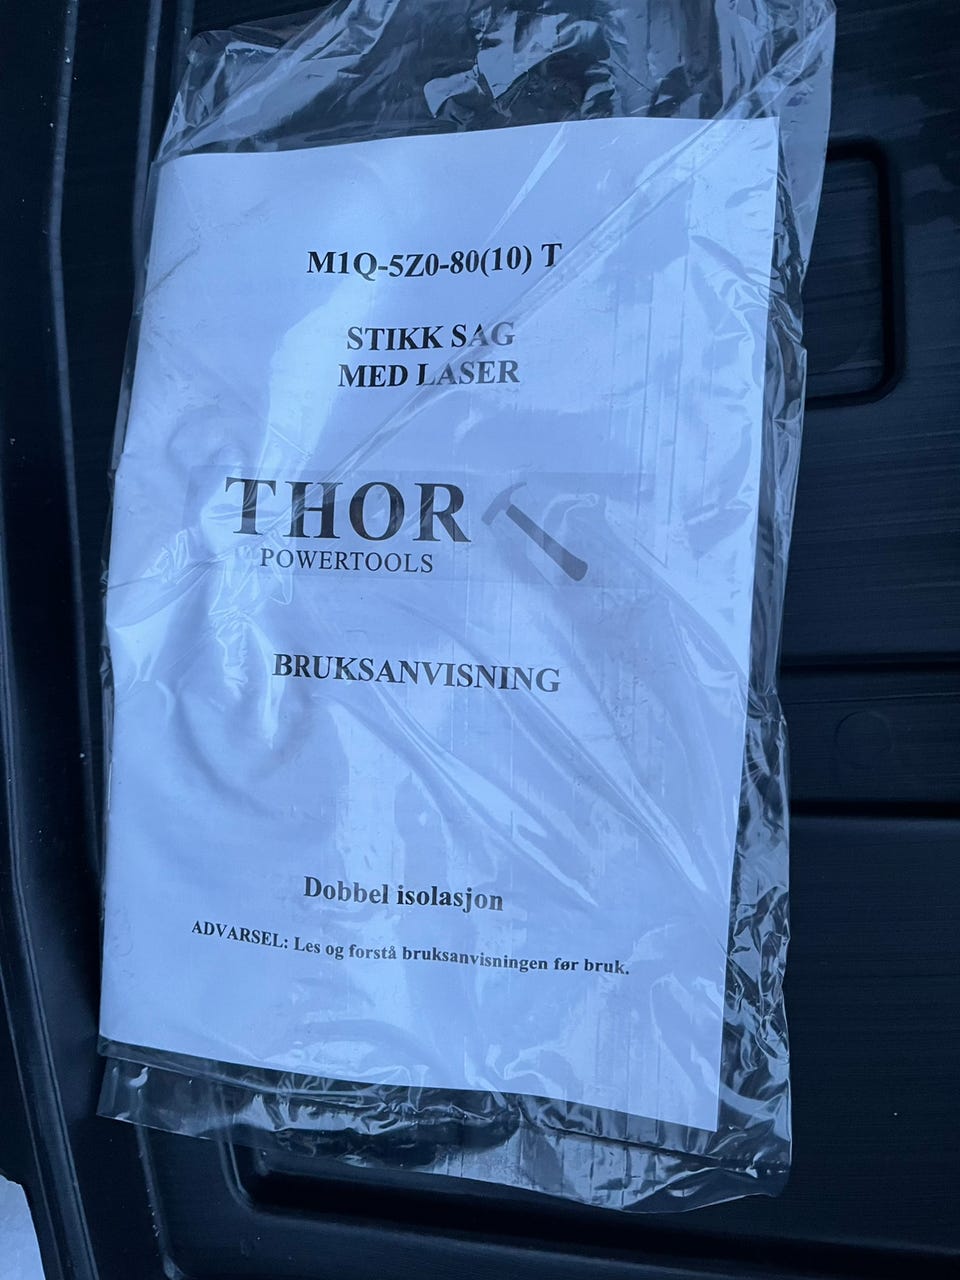 M1Q-5Z0-80(10) T
STIKK SAG
MED LASER
THOR
POWERTOOLS
BRUKSANVISNING
Dobbel isolasjon
ADVARSEL: Les og forstå bruksanvisningen før bruk.